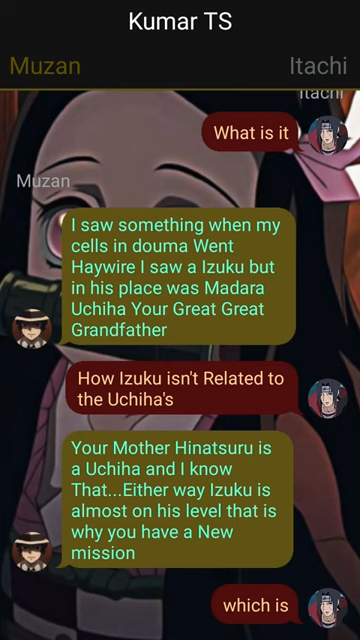 Kumar TS
Muzan
Itachi
Itachi
What is it
Muzan
I saw something when my
cells in douma Went
Haywire I saw a Izuku but
in his place was Madara
Uchiha Your Great Great
Grandfather
How Izuku isn't Related to
the Uchiha's
Your Mother Hinatsuru is
a Uchiha and I know
That...Either way Izuku is
almost on his level that is
why you have a New
mission
which is